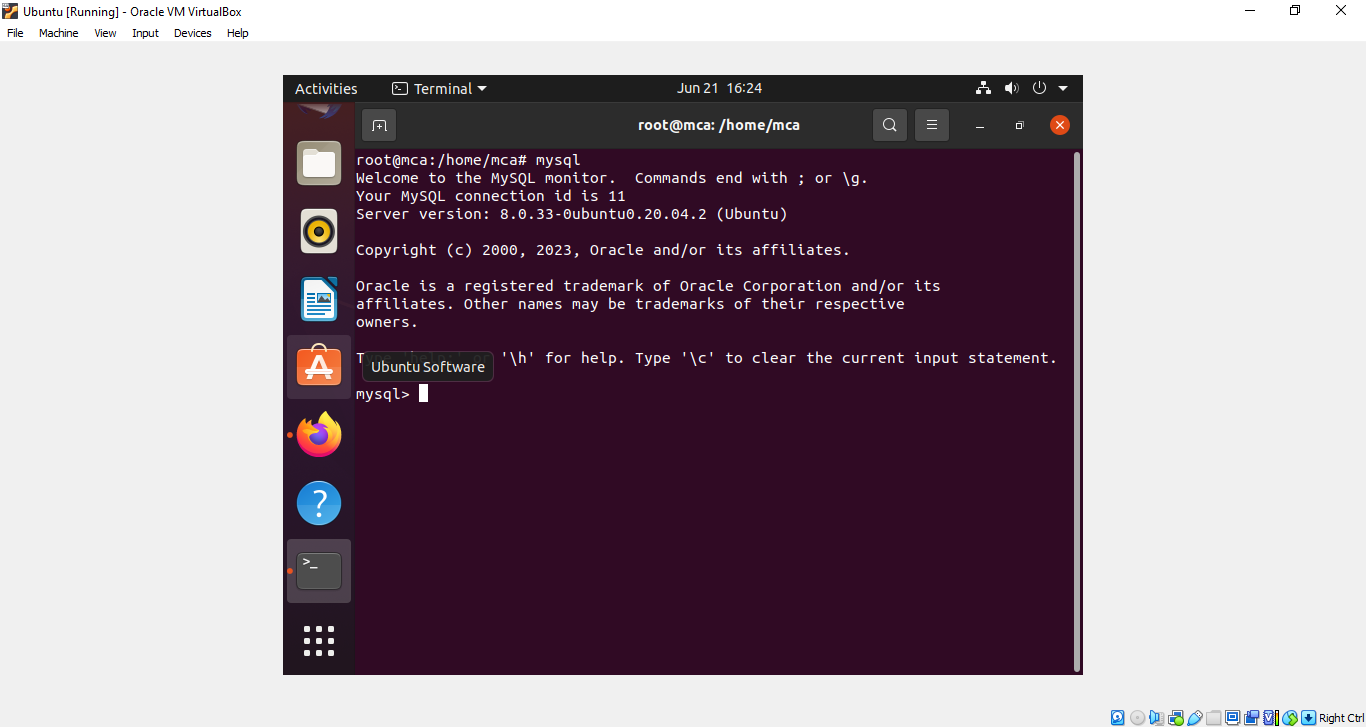 Ubuntu [Running] - Oracle VM VirtualBox
File Machine View Input Devices Help
Activities Terminal Jun 21 16:24
root@mca: /home/mca
root@mca:/home/mca# mysql
Welcome to the MySQL monitor.  Commands end with ; or \g.
Your MySQL connection id is 11
Server version: 8.0.33-0ubuntu0.20.04.2 (Ubuntu)
Copyright (c) 2000, 2023, Oracle and/or its affiliates.
Oracle is a registered trademark of Oracle Corporation and/or its
affiliates. Other names may be trademarks of their respective
owners.
Type 'help;' or '\h' for help. Type '\c' to clear the current input statement.
Ubuntu Software
mysql>
Right Ctrl